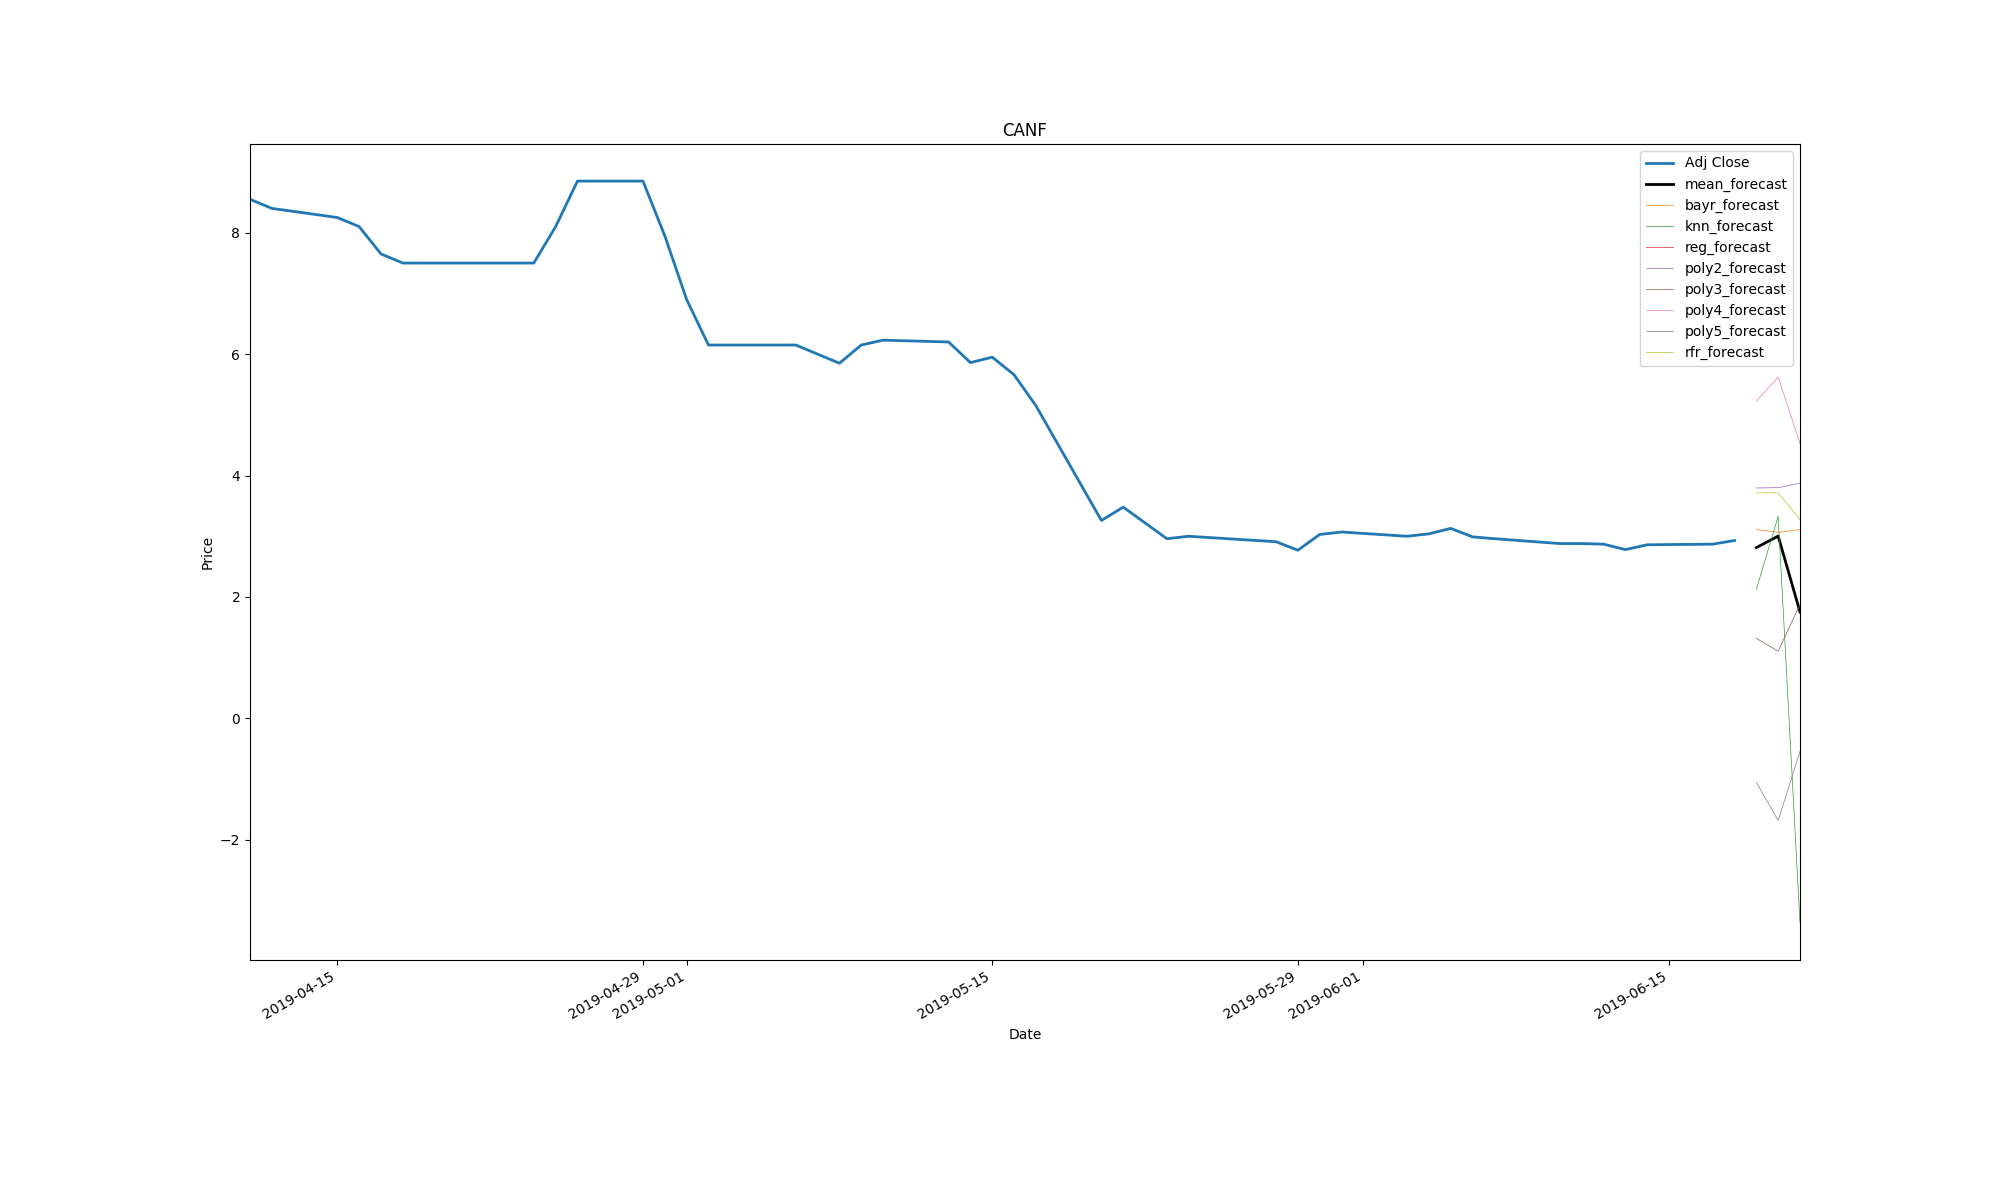 CANF
Adj Close
mean_forecast
bayr_forecast
knn_forecast
reg_forecast
poly2_forecast
poly3_forecast
poly4_forecast
poly5_forecast
rfr_forecast
Price
8
6
4
2
0
−2
2019-04-15
2019-04-29
2019-05-01
2019-05-15
2019-05-29
2019-06-01
2019-06-15
Date